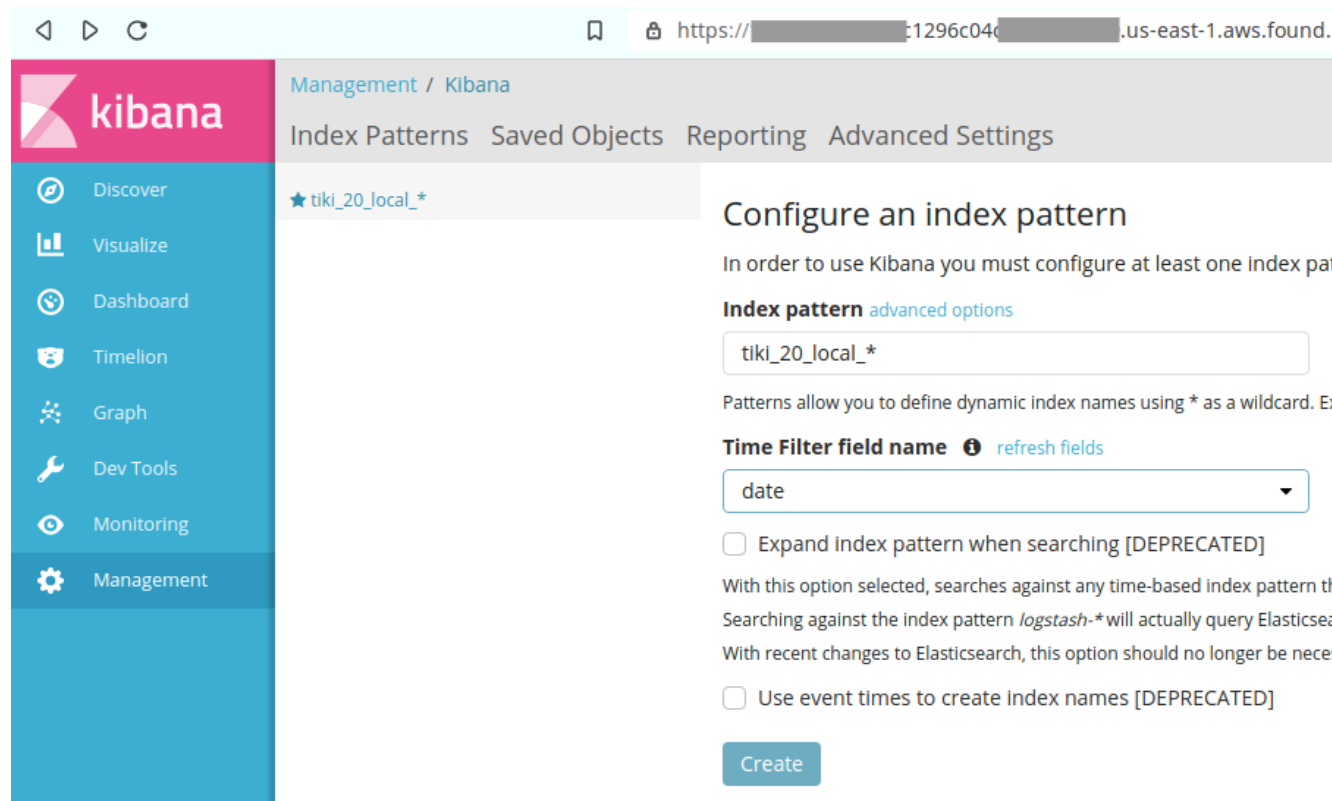 https:// c1296c04c .us-east-1.aws.found.
kibana
Management / Kibana
Index Patterns Saved Objects Reporting Advanced Settings
Discover
Visualize
Dashboard
Timelion
Graph
Dev Tools
Monitoring
Management
tiki_20_local_*
Configure an index pattern
In order to use Kibana you must configure at least one index
Index pattern advanced options
tiki_20_local_*
Patterns allow you to define dynamic index names using * as a wildcard.
Time Filter field name refresh fields
date
Expand index pattern when searching [DEPRECATED]
With this option selected, searches against any time-based index pattern
Searching against the index pattern logstash-* will actually query
With recent changes to Elasticsearch, this option should no longer be
Use event times to create index names [DEPRECATED]
Create